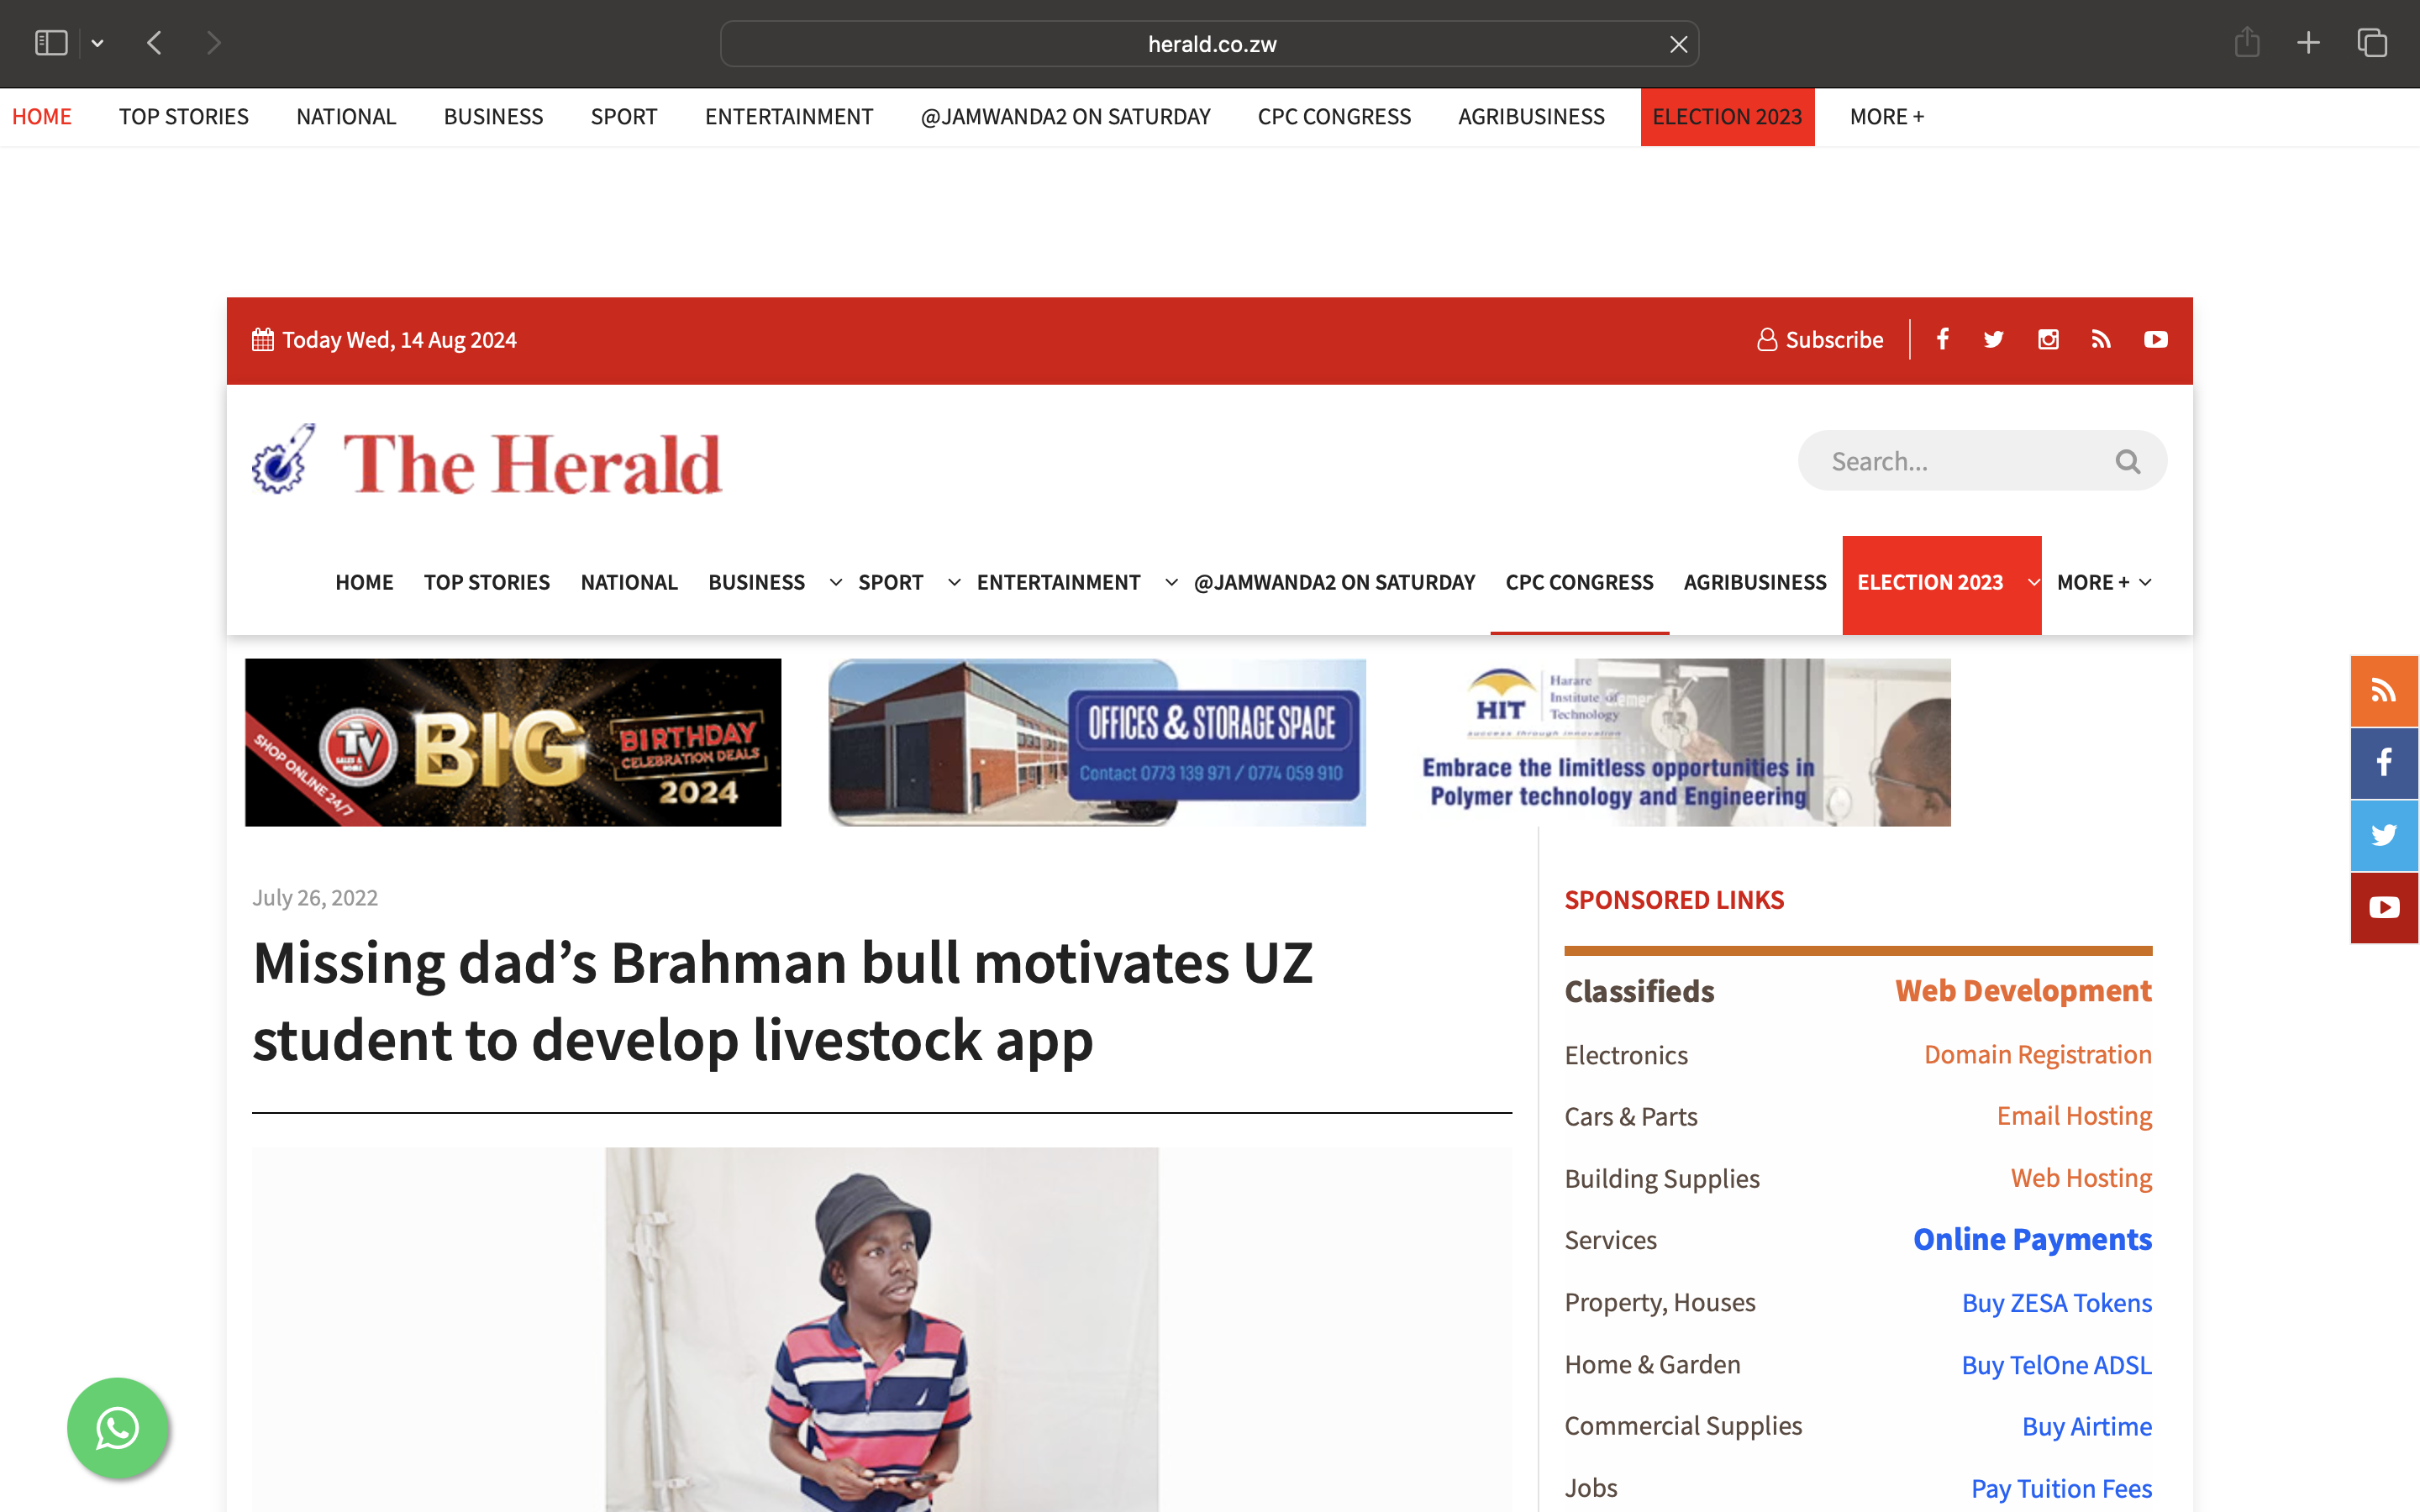 herald.co.zw
HOME TOP STORIES NATIONAL BUSINESS SPORT ENTERTAINMENT @JAMWANDA2 ON SATURDAY CPC CONGRESS AGRIBUSINESS ELECTION 2023 MORE +
Today Wed, 14 Aug 2024
Subscribe
The Herald
Search...
HOME TOP STORIES NATIONAL BUSINESS SPORT ENTERTAINMENT @JAMWANDA2 ON SATURDAY CPC CONGRESS AGRIBUSINESS ELECTION 2023 MORE +
SHOP ONLINE 24/7
TV
SALES &
HOME
BIG
BIRTHDAY
CELEBRATION DEALS
2024
OFFICES & STORAGE SPACE
Contact 0773 139 971 / 0774 059 910
HIT
Harare
Institute of
Technology
success through innovation
Embrace the limitless opportunities in
Polymer technology and Engineering
July 26, 2022
Missing dad’s Brahman bull motivates UZ
student to develop livestock app
SPONSORED LINKS
Classifieds Web Development
Electronics Domain Registration
Cars & Parts Email Hosting
Building Supplies Web Hosting
Services Online Payments
Property, Houses Buy ZESA Tokens
Home & Garden Buy TelOne ADSL
Commercial Supplies Buy Airtime
Jobs Pay Tuition Fees